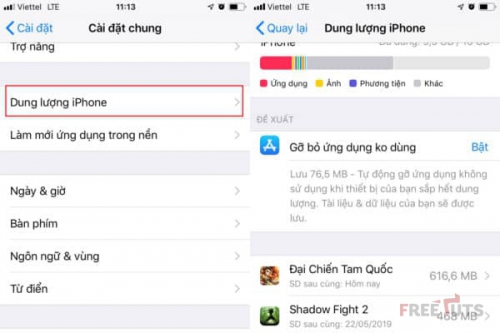 Viettel LTE 11:13
Cài đặt Cài đặt chung
Trợ năng
Dung lượng iPhone
Làm mới ứng dụng trong nền
Ngày & giờ
Bàn phím
Ngôn ngữ & vùng
Từ điển
Viettel LTE 11:13
Quay lại Dung lượng iPhone
iPhone
Ứng dụng Ảnh Phương tiện Khác
ĐỀ XUẤT
Gỡ bỏ ứng dụng ko dùng Bật
Lưu 76,5 MB - Tự động gỡ ứng dụng không
sử dụng khi thiết bị của bạn sắp hết dung
lượng. Tài liệu & dữ liệu của bạn sẽ được
lưu.
Đại Chiến Tam Quốc 616,6 MB
SD sau cùng: Hôm nay
Shadow Fight 2 468 MB
SD sau cùng: 22/05/2019
FREETUTS